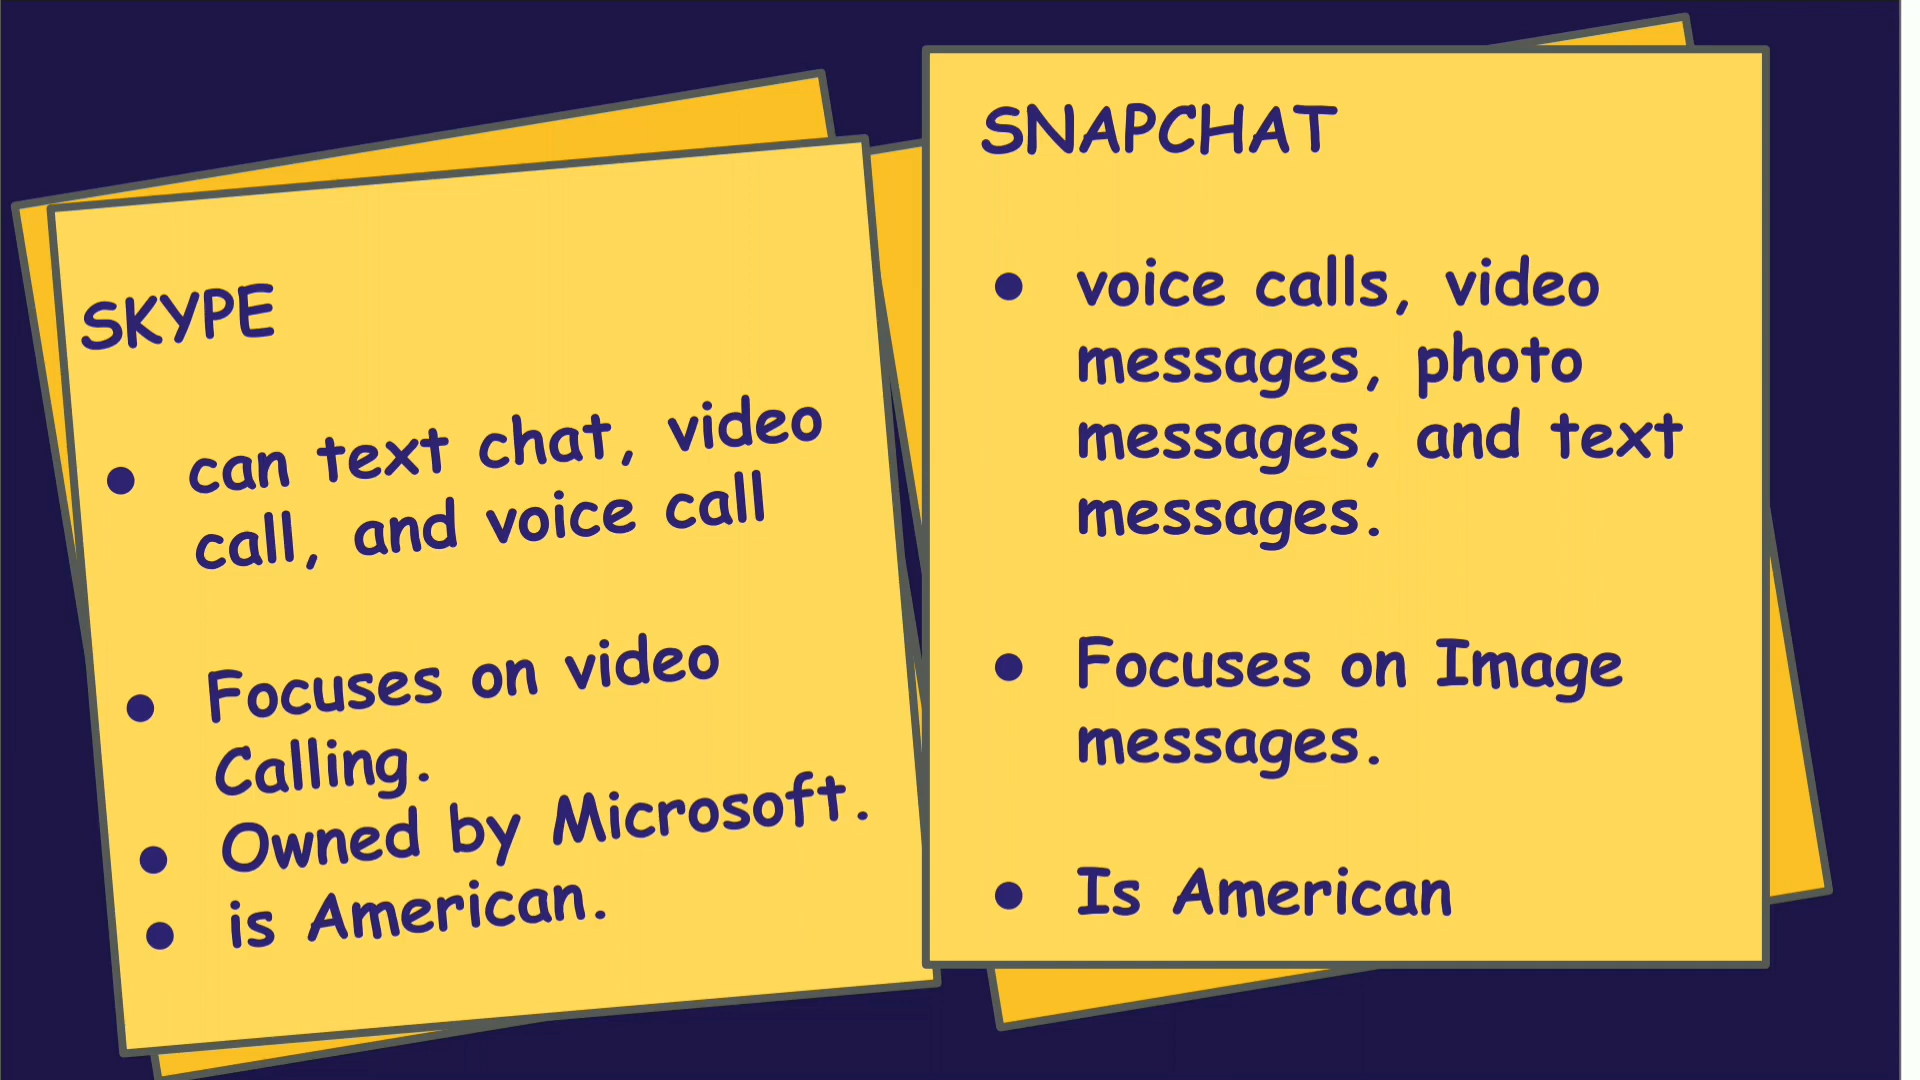 SKYPE
● can text chat, video
call, and voice call
● Focuses on video
Calling.
● Owned by Microsoft.
● is American.
SNAPCHAT
● voice calls, video
messages, photo
messages, and text
messages.
● Focuses on Image
messages.
● Is American